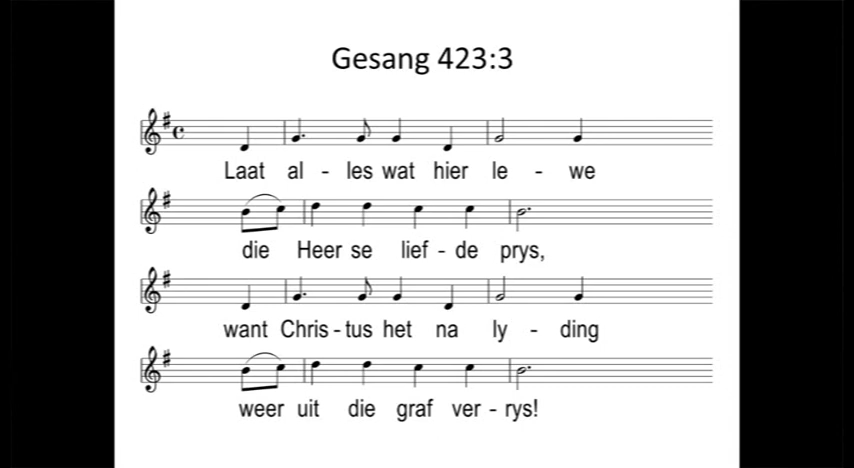 Gesang 423:3
Laat al - les wat hier le - we
die Heer se lief - de prys,
want Chris - tus het na ly - ding
weer uit die graf ver - rys!